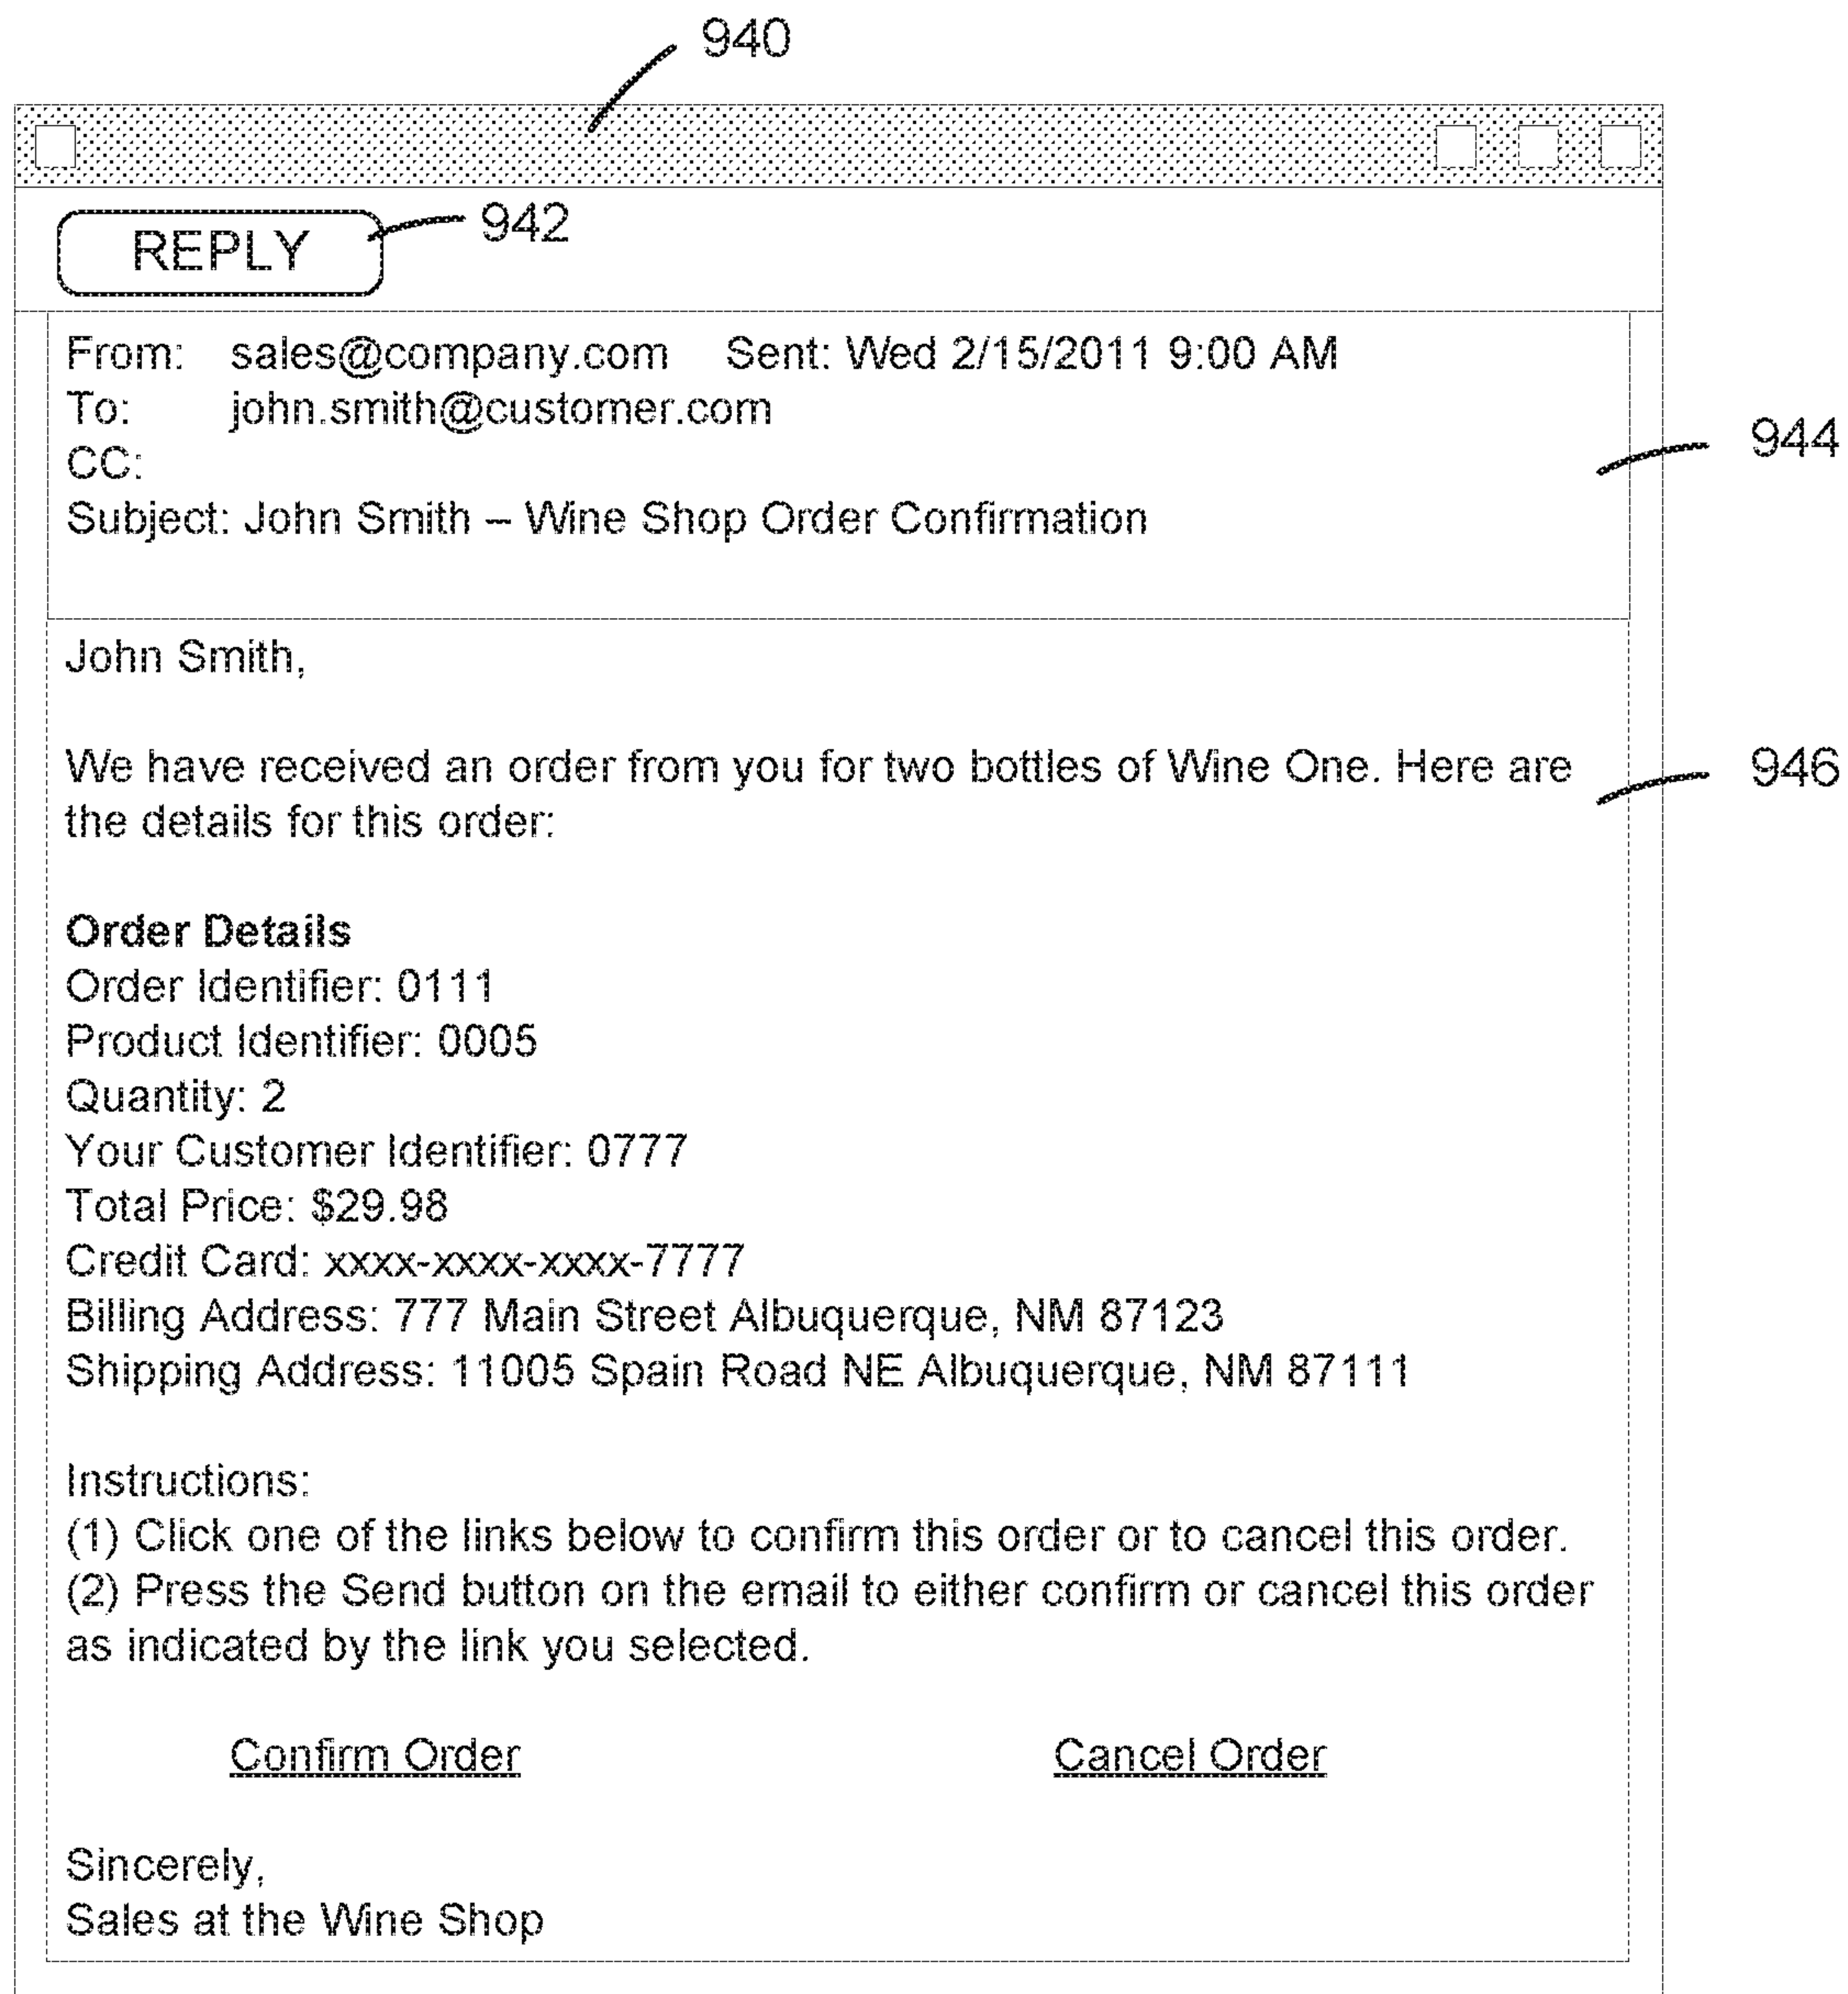 940
REPLY 942
From: sales@company.com Sent: Wed 2/15/2011 9:00 AM
To: john.smith@customer.com
944
CC:
Subject: John Smith – Wine Shop Order Confirmation
John Smith,
We have received an order from you for two bottles of Wine One. Here are
946
the details for this order:
Order Details
Order Identifier: 0111
Product Identifier: 0005
Quantity: 2
Your Customer Identifier: 0777
Total Price: $29.98
Credit Card: xxxx-xxxx-xxxx-7777
Billing Address: 777 Main Street Albuquerque, NM 87123
Shipping Address: 11005 Spain Road NE Albuquerque, NM 87111
Instructions:
(1) Click one of the links below to confirm this order or to cancel this order.
(2) Press the Send button on the email to either confirm or cancel this order
as indicated by the link you selected.
Confirm Order Cancel Order
Sincerely,
Sales at the Wine Shop